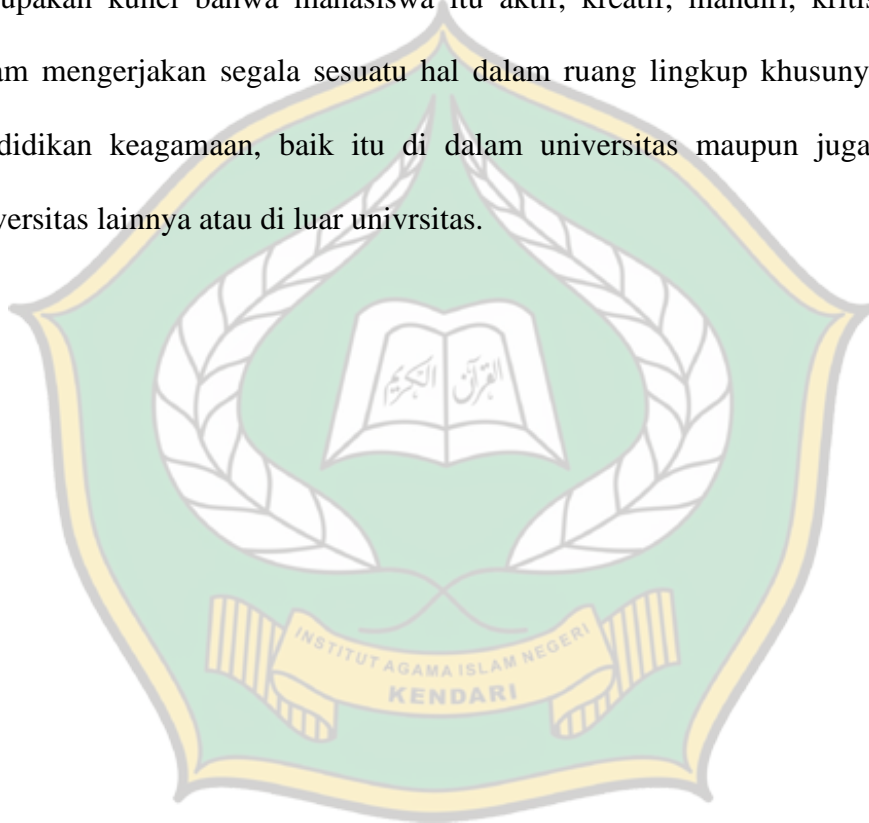 upakan kunci bahwa mahasiswa itu aktif, kreatif, mandiri, kritis
am mengerjakan segala sesuatu hal dalam ruang lingkup khusuny
didikan keagamaan, baik itu di dalam universitas maupun juga
versitas lainnya atau di luar univrsitas.
القرآن الكريم
INSTITUT AGAMA ISLAM NEGERI
KENDARI